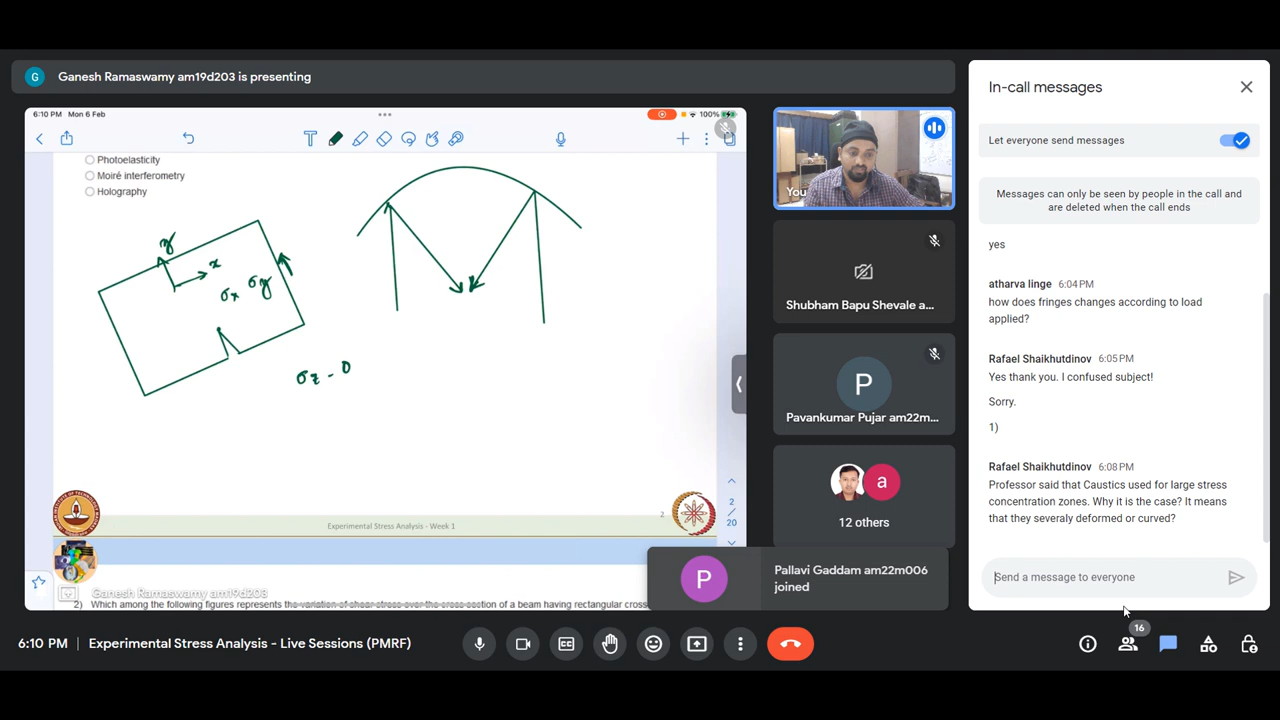 G
Ganesh Ramaswamy am19d203 is presenting
6:10 PM Mon 6 Feb
100%
Photoelasticity
Moiré interferometry
Holography
y
x
σx σy
σz - 0
2
Experimental Stress Analysis - Week 1
2
/
20
Ganesh Ramaswamy am19d203
2) Which among the following figures represents the variation of shear stress over the cross section of a beam having rectangular cross
You
Shubham Bapu Shevale a...
P
Pavankumar Pujar am22m...
a
12 others
P
Pallavi Gaddam am22m006
joined
In-call messages
Let everyone send messages
Messages can only be seen by people in the call and
are deleted when the call ends
yes
atharva linge 6:04 PM
how does fringes changes according to load
applied?
Rafael Shaikhutdinov 6:05 PM
Yes thank you. I confused subject!
Sorry.
1)
Rafael Shaikhutdinov 6:08 PM
Professor said that Caustics used for large stress
concentration zones. Why it is the case? It means
that they severaly deformed or curved?
Send a message to everyone
6:10 PM | Experimental Stress Analysis - Live Sessions (PMRF)
16